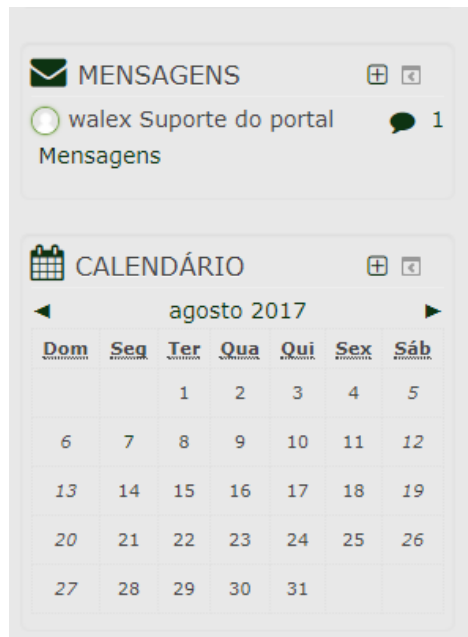 MENSAGENS
walex Suporte do portal 1
Mensagens
CALENDÁRIO
agosto 2017
Dom Seg Ter Qua Qui Sex Sáb
1 2 3 4 5
6 7 8 9 10 11 12
13 14 15 16 17 18 19
20 21 22 23 24 25 26
27 28 29 30 31